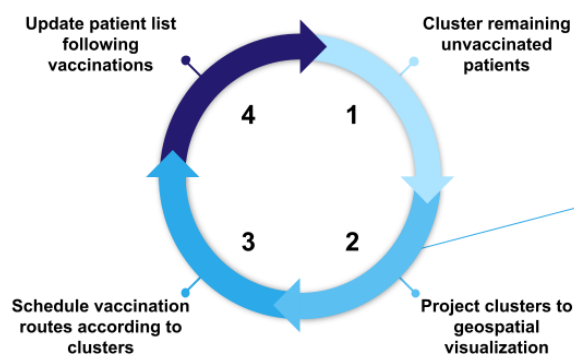 Update patient list
following
vaccinations
Cluster remaining
unvaccinated
patients
4
1
3
2
Schedule vaccination
routes according to
clusters
Project clusters to
geospatial
visualization